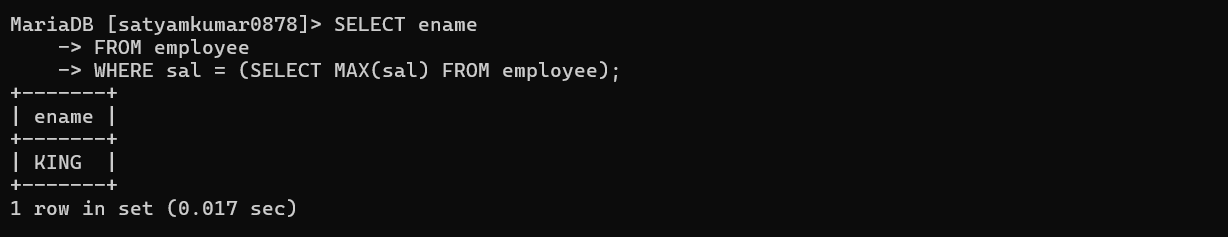 MariaDB [satyamkumar0878]> SELECT ename
    -> FROM employee
    -> WHERE sal = (SELECT MAX(sal) FROM employee);
+-------+
| ename |
+-------+
| KING  |
+-------+
1 row in set (0.017 sec)